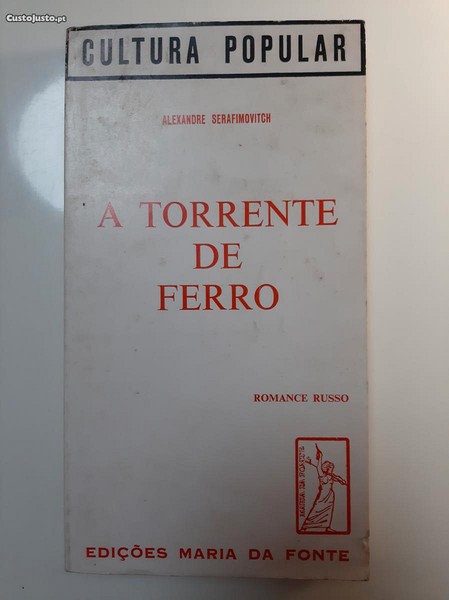 CustoJusto.pt
CULTURA POPULAR
ALEXANDRE SERAFIMOVITCH
A TORRENTE
DE
FERRO
ROMANCE RUSSO
EDIÇÕES MARIA DA FONTE